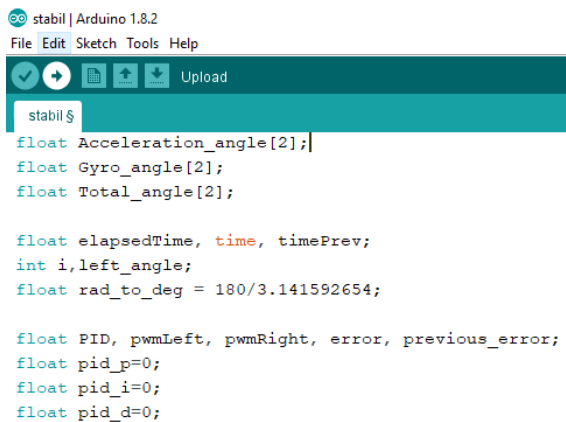 stabil | Arduino 1.8.2
File Edit Sketch Tools Help
Upload
stabil §
float Acceleration_angle[2];
float Gyro_angle[2];
float Total_angle[2];
float elapsedTime, time, timePrev;
int i,left_angle;
float rad_to_deg = 180/3.141592654;
float PID, pwmLeft, pwmRight, error, previous_error;
float pid_p=0;
float pid_i=0;
float pid_d=0;